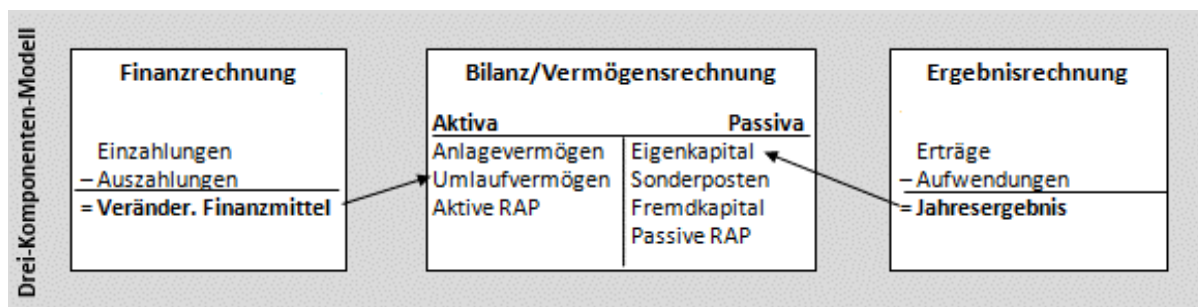 Drei-Komponenten-Modell
Finanzrechnung
Einzahlungen
– Auszahlungen
= Veränder. Finanzmittel
Bilanz/Vermögensrechnung
Aktiva Passiva
Anlagevermögen Eigenkapital
Umlaufvermögen Sonderposten
Aktive RAP Fremdkapital
Passive RAP
Ergebnisrechnung
Erträge
– Aufwendungen
= Jahresergebnis